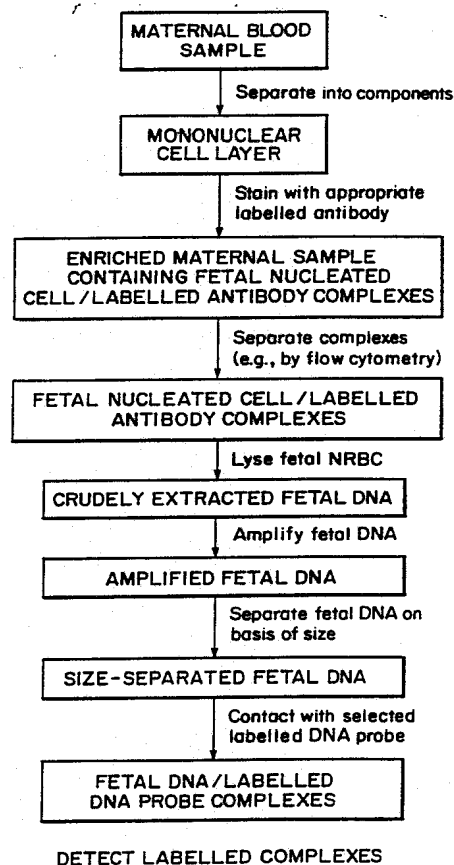 MATERNAL BLOOD
SAMPLE
Separate into components
MONONUCLEAR
CELL LAYER
Stain with appropriate
labelled antibody
ENRICHED MATERNAL SAMPLE
CONTAINING FETAL NUCLEATED
CELL/LABELLED ANTIBODY COMPLEXES
Separate complexes
(e.g., by flow cytometry)
FETAL NUCLEATED CELL/LABELLED
ANTIBODY COMPLEXES
Lyse fetal NRBC
CRUDELY EXTRACTED FETAL DNA
Amplify fetal DNA
AMPLIFIED FETAL DNA
Separate fetal DNA on
basis of size
SIZE-SEPARATED FETAL DNA
Contact with selected
labelled DNA probe
FETAL DNA/LABELLED
DNA PROBE COMPLEXES
DETECT LABELLED COMPLEXES